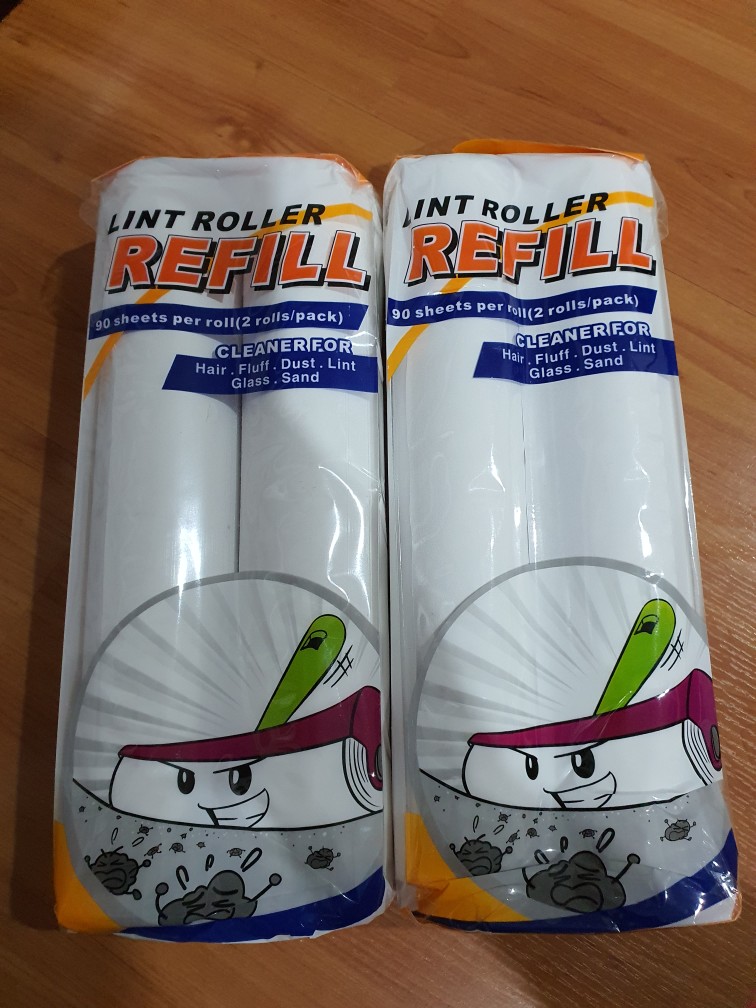 LINT ROLLER
REFILL
90 sheets per roll(2 rolls/pack)
CLEANER FOR
Hair . Fluff . Dust . Lint
Glass . Sand
LINT ROLLER
REFILL
90 sheets per roll(2 rolls/pack)
CLEANER FOR
Hair . Fluff . Dust . Lint
Glass . Sand